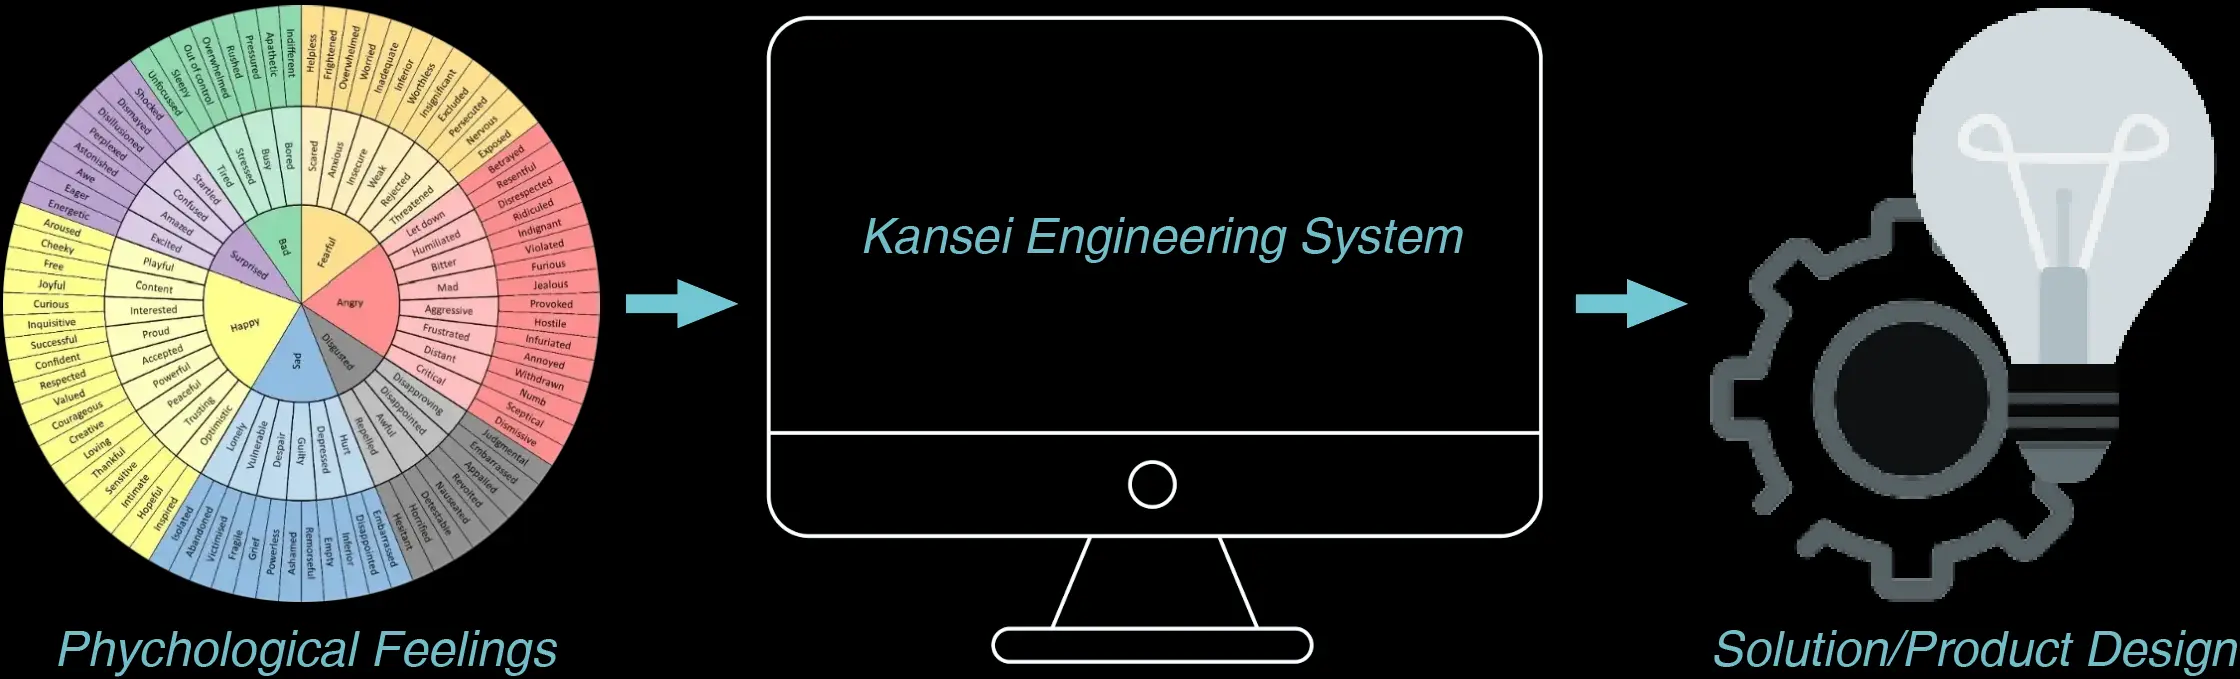 Fearful
Angry
Disgusted
Sad
Happy
Surprised
Bad
Scared
Anxious
Insecure
Weak
Rejected
Threatened
Let down
Humiliated
Bitter
Mad
Aggressive
Frustrated
Distant
Critical
Disapproving
Disappointed
Awful
Repelled
Hurt
Depressed
Guilty
Despair
Vulnerable
Lonely
Optimistic
Trusting
Peaceful
Powerful
Accepted
Proud
Interested
Content
Playful
Excited
Amazed
Confused
Startled
Tired
Stressed
Busy
Bored
Helpless
Frightened
Overwhelmed
Worried
Inadequate
Inferior
Worthless
Insignificant
Excluded
Persecuted
Nervous
Exposed
Betrayed
Resentful
Disrespected
Ridiculed
Indignant
Violated
Furious
Jealous
Provoked
Hostile
Infuriated
Annoyed
Withdrawn
Numb
Sceptical
Dismissive
Judgmental
Embarrassed
Appalled
Revolted
Nauseated
Detestable
Horrified
Hesitant
Embarrassed
Disappointed
Inferior
Empty
Remorseful
Ashamed
Powerless
Grief
Fragile
Victimised
Abandoned
Isolated
Inspired
Hopeful
Intimate
Sensitive
Thankful
Loving
Creative
Courageous
Valued
Respected
Confident
Successful
Inquisitive
Curious
Joyful
Free
Cheeky
Aroused
Energetic
Eager
Awe
Astonished
Perplexed
Disillusioned
Dismayed
Shocked
Unfocussed
Sleepy
Out of control
Overwhelmed
Rushed
Pressured
Apathetic
Indifferent
Phychological Feelings
Kansei Engineering System
Solution/Product Design